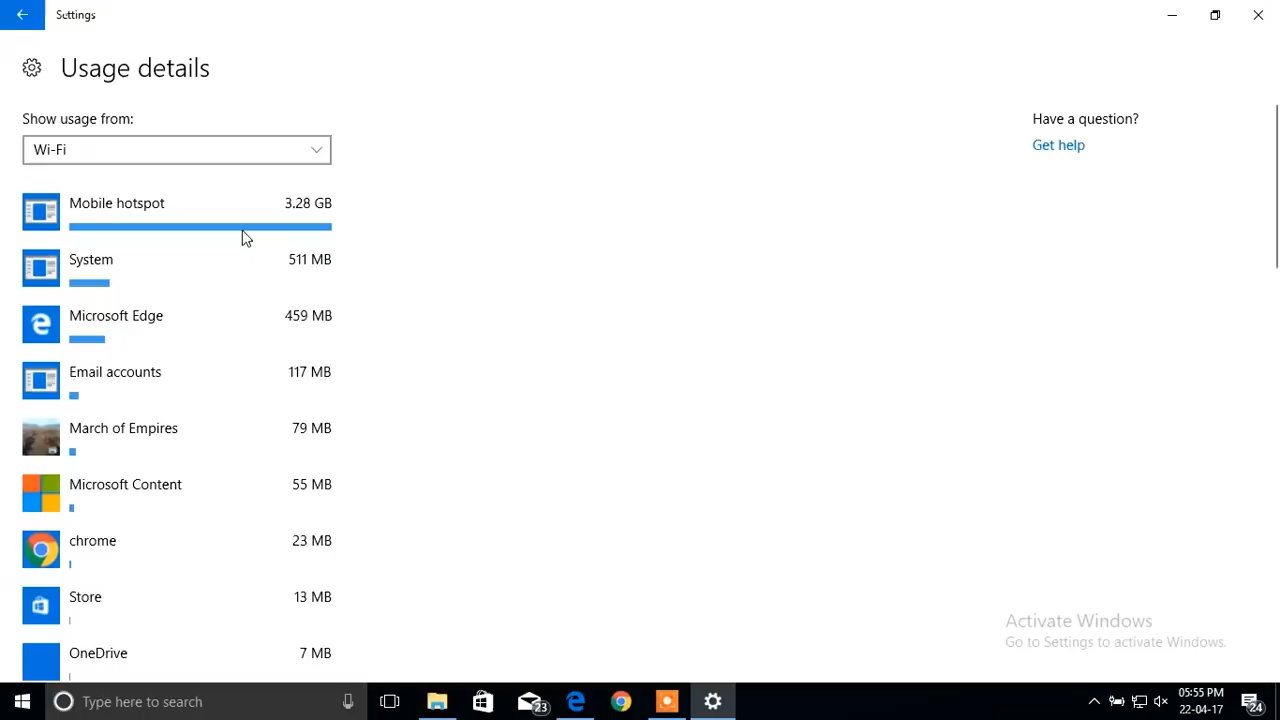 Settings
Usage details
Show usage from:
Wi-Fi
Mobile hotspot 3.28 GB
System 511 MB
Microsoft Edge 459 MB
Email accounts 117 MB
March of Empires 79 MB
Microsoft Content 55 MB
chrome 23 MB
Store 13 MB
OneDrive 7 MB
Have a question?
Get help
Activate Windows
Go to Settings to activate Windows.
Type here to search
23
05:55 PM
22-04-17
24